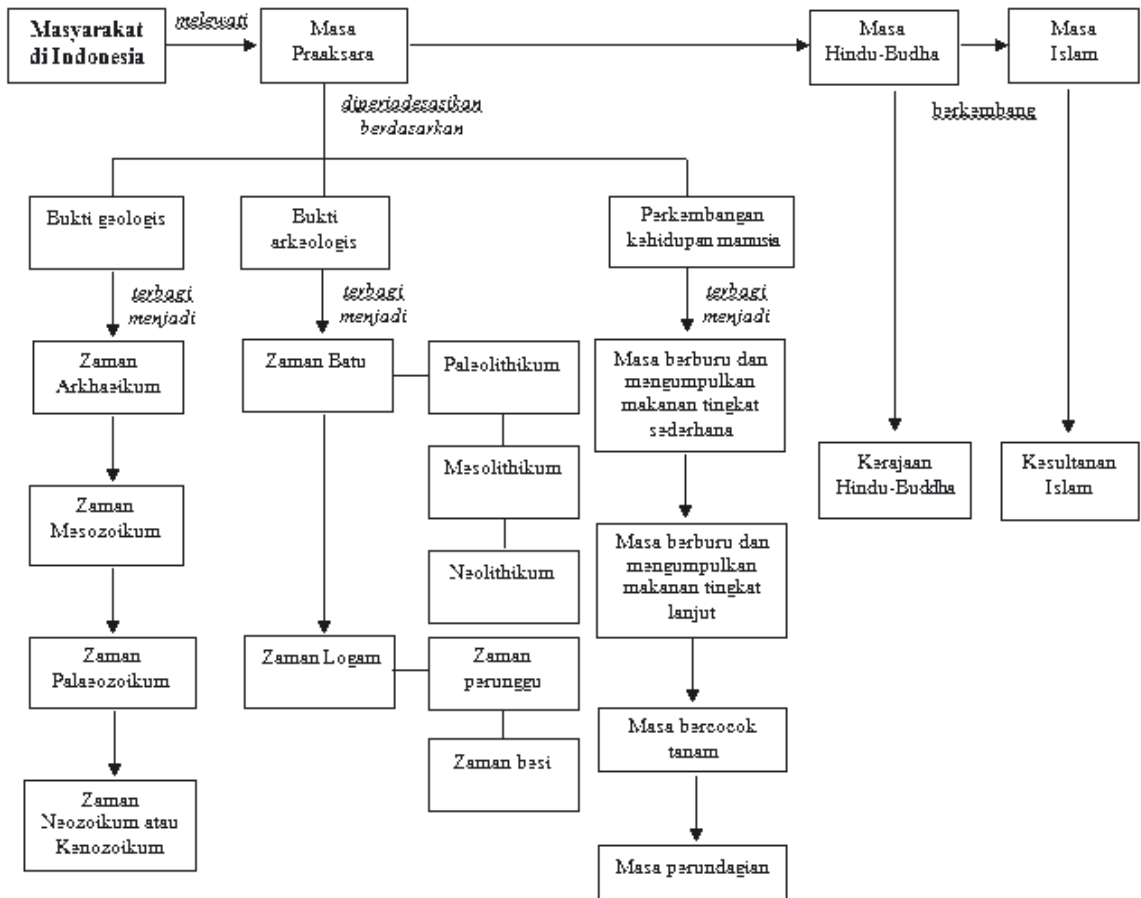 Masyarakat
di Indonesia
melewati
Masa
Praaksara
Masa
Hindu-Budha
Masa
Islam
diperiadesasikan
berdasarkan
berkembang
Bukti geologis
Bukti
arkeologis
Perkembangan
kehidupan manusia
terbagi
menjadi
terbagi
menjadi
terbagi
menjadi
Zaman
Arkhaeikum
Zaman
Mesozoikum
Zaman
Palaeozoikum
Zaman
Neozoikum atau
Kenozoikum
Zaman Batu
Paleolithikum
Mesolithikum
Neolithikum
Zaman Logam
Zaman
perunggu
Zaman besi
Masa berburu dan
mengumpulkan
makanan tingkat
sederhana
Masa berburu dan
mengumpulkan
makanan tingkat
lanjut
Masa bercocok
tanam
Masa perundagian
Kerajaan
Hindu-Buddha
Kesultanan
Islam